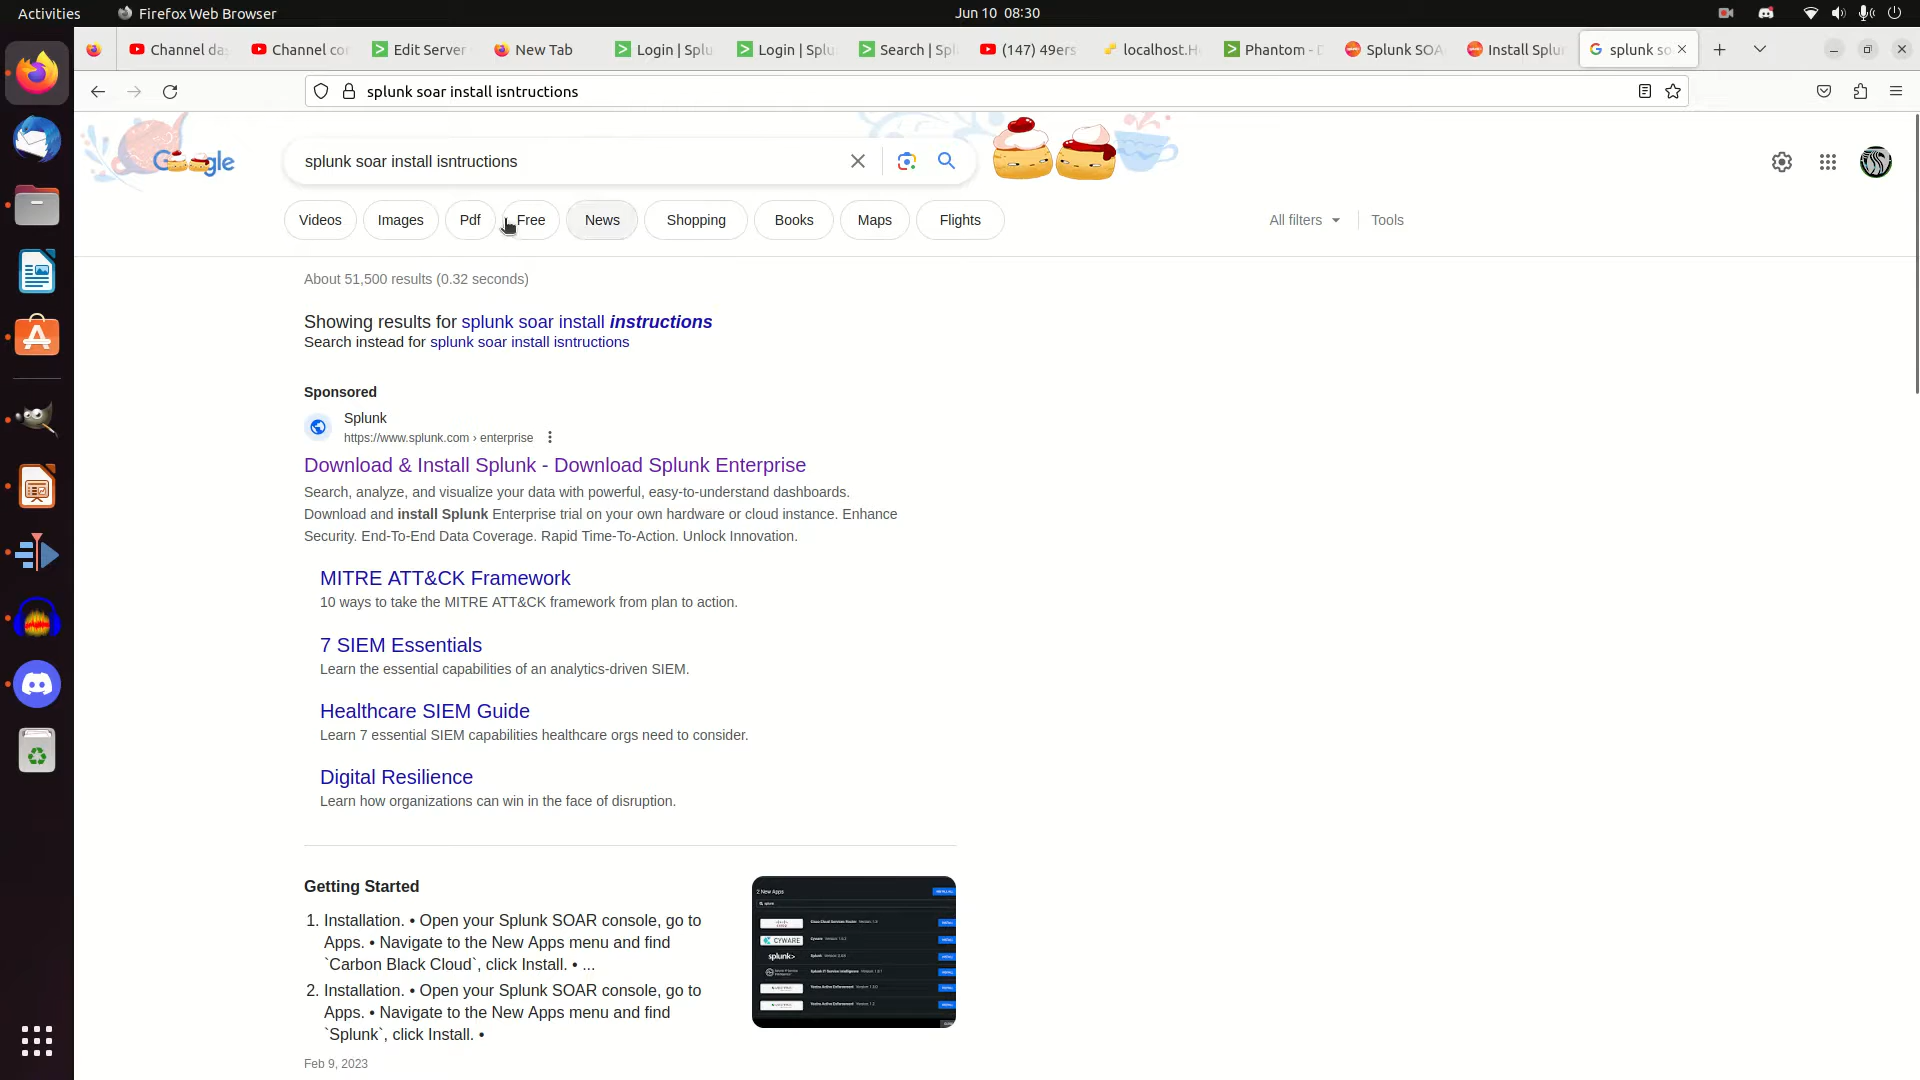 Activities
Firefox Web Browser
Jun 10 08:30
Channel da
Channel co
Edit Server
New Tab
Login | Splu
Login | Splu
Search | Spl
(147) 49ers
localhost.H
Phantom - D
Splunk SOA
Install Splun
splunk so
splunk soar install isntructions
Google
splunk soar install isntructions
Videos
Images
Pdf
Free
News
Shopping
Books
Maps
Flights
All filters
Tools
About 51,500 results (0.32 seconds)
Showing results for splunk soar install instructions
Search instead for splunk soar install isntructions
Sponsored
Splunk
https://www.splunk.com › enterprise
Download & Install Splunk - Download Splunk Enterprise
Search, analyze, and visualize your data with powerful, easy-to-understand dashboards.
Download and install Splunk Enterprise trial on your own hardware or cloud instance. Enhance
Security. End-To-End Data Coverage. Rapid Time-To-Action. Unlock Innovation.
MITRE ATT&CK Framework
10 ways to take the MITRE ATT&CK framework from plan to action.
7 SIEM Essentials
Learn the essential capabilities of an analytics-driven SIEM.
Healthcare SIEM Guide
Learn 7 essential SIEM capabilities healthcare orgs need to consider.
Digital Resilience
Learn how organizations can win in the face of disruption.
Getting Started
1. Installation. • Open your Splunk SOAR console, go to
Apps. • Navigate to the New Apps menu and find
`Carbon Black Cloud`, click Install. • ...
2. Installation. • Open your Splunk SOAR console, go to
Apps. • Navigate to the New Apps menu and find
`Splunk`, click Install. •
Feb 9, 2023
2 New Apps
splunk
CYWARE
splunk>